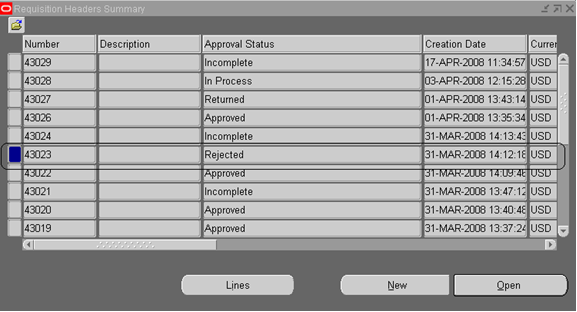 Requisition Headers Summary
Number Description Approval Status Creation Date Curren
43029 Incomplete 17-APR-2008 11:34:57 USD
43028 In Process 03-APR-2008 12:15:28 USD
43027 Returned 01-APR-2008 13:43:14 USD
43026 Approved 01-APR-2008 13:35:34 USD
43024 Incomplete 31-MAR-2008 14:13:43 USD
43023 Rejected 31-MAR-2008 14:12:18 USD
43022 Approved 31-MAR-2008 14:09:46 USD
43021 Incomplete 31-MAR-2008 13:47:12 USD
43020 Approved 31-MAR-2008 13:40:48 USD
43019 Approved 31-MAR-2008 13:37:24 USD
Lines New Open